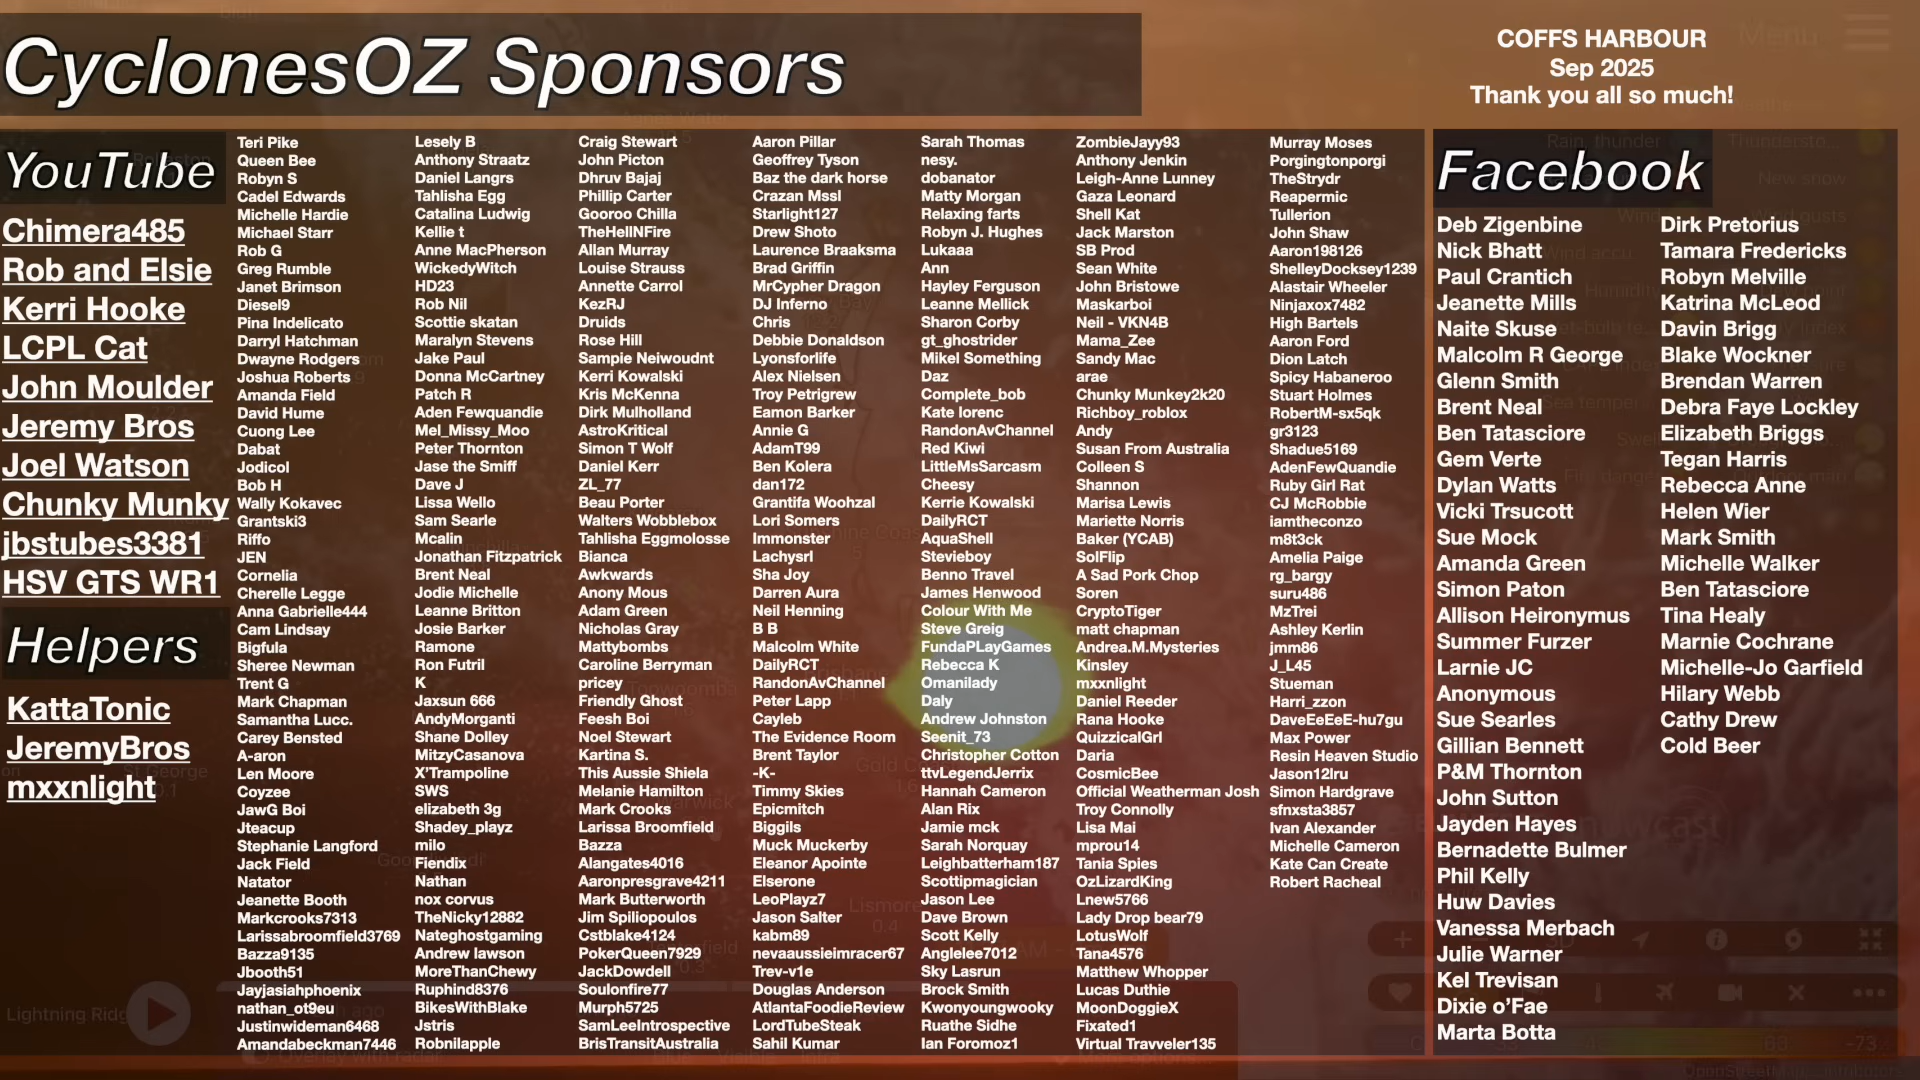 CyclonesOZ Sponsors
COFFS HARBOUR
Sep 2025
Thank you all so much!
YouTube
Chimera485
Rob and Elsie
Kerri Hooke
LCPL Cat
John Moulder
Jeremy Bros
Joel Watson
Chunky Munky
jbstubes3381
HSV GTS WR1
Helpers
KattaTonic
JeremyBros
mxxnlight
Teri Pike
Queen Bee
Robyn S
Cadel Edwards
Michelle Hardie
Michael Starr
Rob G
Greg Rumble
Janet Brimson
Diesel9
Pina Indelicato
Darryl Hatchman
Dwayne Rodgers
Joshua Roberts
Amanda Field
David Hume
Cuong Lee
Dabat
Jodicol
Bob H
Wally Kokavec
Grantski3
Riffo
JEN
Cornelia
Cherelle Legge
Anna Gabrielle444
Cam Lindsay
Bigfula
Sheree Newman
Trent G
Mark Chapman
Samantha Lucc.
Carey Bensted
A-aron
Len Moore
Coyzee
JawG Boi
Jteacup
Stephanie Langford
Jack Field
Natator
Jeanette Booth
Markcrooks7313
Larissabroomfield3769
Bazza9135
Jbooth51
Jayjasiahphoenix
nathan_ot9eu
Justinwideman6468
Amandabeckman7446
Lesely B
Anthony Straatz
Daniel Langrs
Tahlisha Egg
Catalina Ludwig
Kellie t
Anne MacPherson
WickedyWitch
HD23
Rob Nil
Scottie skatan
Maralyn Stevens
Jake Paul
Donna McCartney
Patch R
Aden Fewquandie
Mel_Missy_Moo
Peter Thornton
Jase the Smiff
Dave J
Lissa Wello
Sam Searle
Mcalin
Jonathan Fitzpatrick
Brent Neal
Jodie Michelle
Leanne Britton
Josie Barker
Ramone
Ron Futril
K
Jaxsun 666
AndyMorganti
Shane Dolley
MitzyCasanova
X'Trampoline
SWS
elizabeth 3g
Shadey_playz
milo
Fiendix
Nathan
nox corvus
TheNicky12882
Nateghostgaming
Andrew lawson
MoreThanChewy
Ruphind8376
BikesWithBlake
Jstris
Robnilapple
Craig Stewart
John Picton
Dhruv Bajaj
Phillip Carter
Gooroo Chilla
TheHellNFire
Allan Murray
Louise Strauss
Annette Carrol
KezRJ
Druids
Rose Hill
Sampie Neiwoudnt
Kerri Kowalski
Kris McKenna
Dirk Mulholland
AstroKritical
Simon T Wolf
Daniel Kerr
ZL_77
Beau Porter
Walters Wobblebox
Tahlisha Eggmolosse
Bianca
Awkwards
Anony Mous
Adam Green
Nicholas Gray
Mattybombs
Caroline Berryman
pricey
Friendly Ghost
Feesh Boi
Noel Stewart
Kartina S.
This Aussie Shiela
Melanie Hamilton
Mark Crooks
Larissa Broomfield
Bazza
Alangates4016
Aaronpresgrave4211
Mark Butterworth
Jim Spiliopoulos
Cstblake4124
PokerQueen7929
JackDowdell
Soulonfire77
Murph5725
SamLeeIntrospective
BrisTransitAustralia
Aaron Pillar
Geoffrey Tyson
Baz the dark horse
Crazan Mssl
Starlight127
Drew Shoto
Laurence Braaksma
Brad Griffin
MrCypher Dragon
DJ Inferno
Chris
Debbie Donaldson
Lyonsforlife
Alex Nielsen
Troy Petrigrew
Eamon Barker
Annie G
AdamT99
Ben Kolera
dan172
Grantifa Woohzal
Lori Somers
Immonster
Lachysrl
Sha Joy
Darren Aura
Neil Henning
B B
Malcolm White
DailyRCT
RandonAvChannel
Peter Lapp
Cayleb
The Evidence Room
Brent Taylor
-K-
Timmy Skies
Epicmitch
Biggils
Muck Muckerby
Eleanor Apointe
Elserone
LeoPlayz7
Jason Salter
kabm89
nevaaussieimracer67
Trev-v1e
Douglas Anderson
AtlantaFoodieReview
LordTubeSteak
Sahil Kumar
Sarah Thomas
nesy.
dobanator
Matty Morgan
Relaxing farts
Robyn J. Hughes
Lukaaa
Ann
Hayley Ferguson
Leanne Mellick
Sharon Corby
gt_ghostrider
Mikel Something
Daz
Complete_bob
Kate lorenc
RandonAvChannel
Red Kiwi
LittleMsSarcasm
Cheesy
Kerrie Kowalski
DailyRCT
AquaShell
Stevieboy
Benno Travel
James Henwood
Colour With Me
Steve Greig
FundaPLayGames
Rebecca K
Omanilady
Daly
Andrew Johnston
Seenit_73
Christopher Cotton
ttvLegendJerrix
Hannah Cameron
Alan Rix
Jamie mck
Sarah Norquay
Leighbatterham187
Scottipmagician
Jason Lee
Dave Brown
Scott Kelly
Anglelee7012
Sky Lasrun
Brock Smith
Kwonyoungwooky
Ruathe Sidhe
Ian Foromoz1
ZombieJayy93
Anthony Jenkin
Leigh-Anne Lunney
Gaza Leonard
Shell Kat
Jack Marston
SB Prod
Sean White
John Bristowe
Maskarboi
Neil - VKN4B
Mama_Zee
Sandy Mac
arae
Chunky Munkey2k20
Richboy_roblox
Andy
Susan From Australia
Colleen S
Shannon
Marisa Lewis
Mariette Norris
Baker (YCAB)
SolFlip
A Sad Pork Chop
Soren
CryptoTiger
matt chapman
Andrea.M.Mysteries
Kinsley
mxxnlight
Daniel Reeder
Rana Hooke
QuizzicalGrl
Daria
CosmicBee
Official Weatherman Josh
Troy Connolly
Lisa Mai
mprou14
Tania Spies
OzLizardKing
Lnew5766
Lady Drop bear79
LotusWolf
Tana4576
Matthew Whopper
Lucas Duthie
MoonDoggieX
Fixated1
Virtual Travveler135
Murray Moses
Porgingtonporgi
TheStrydr
Reapermic
Tullerion
John Shaw
Aaron198126
ShelleyDocksey1239
Alastair Wheeler
Ninjaxox7482
High Bartels
Aaron Ford
Dion Latch
Spicy Habaneroo
Stuart Holmes
RobertM-sx5qk
gr3123
Shadue5169
AdenFewQuandie
Ruby Girl Rat
CJ McRobbie
iamtheconzo
m8t3ck
Amelia Paige
rg_bargy
suru486
MzTrei
Ashley Kerlin
jmm86
J_L45
Stueman
Harri_zzon
DaveEeEeE-hu7gu
Max Power
Resin Heaven Studio
Jason12lru
Simon Hardgrave
sfnxsta3857
Ivan Alexander
Michelle Cameron
Kate Can Create
Robert Racheal
Facebook
Deb Zigenbine
Nick Bhatt
Paul Crantich
Jeanette Mills
Naite Skuse
Malcolm R George
Glenn Smith
Brent Neal
Ben Tatasciore
Gem Verte
Dylan Watts
Vicki Trsucott
Sue Mock
Amanda Green
Simon Paton
Allison Heironymus
Summer Furzer
Larnie JC
Anonymous
Sue Searles
Gillian Bennett
P&M Thornton
John Sutton
Jayden Hayes
Bernadette Bulmer
Phil Kelly
Huw Davies
Vanessa Merbach
Julie Warner
Kel Trevisan
Dixie o'Fae
Marta Botta
Dirk Pretorius
Tamara Fredericks
Robyn Melville
Katrina McLeod
Davin Brigg
Blake Wockner
Brendan Warren
Debra Faye Lockley
Elizabeth Briggs
Tegan Harris
Rebecca Anne
Helen Wier
Mark Smith
Michelle Walker
Ben Tatasciore
Tina Healy
Marnie Cochrane
Michelle-Jo Garfield
Hilary Webb
Cathy Drew
Cold Beer
Menu
Lightning Ridg